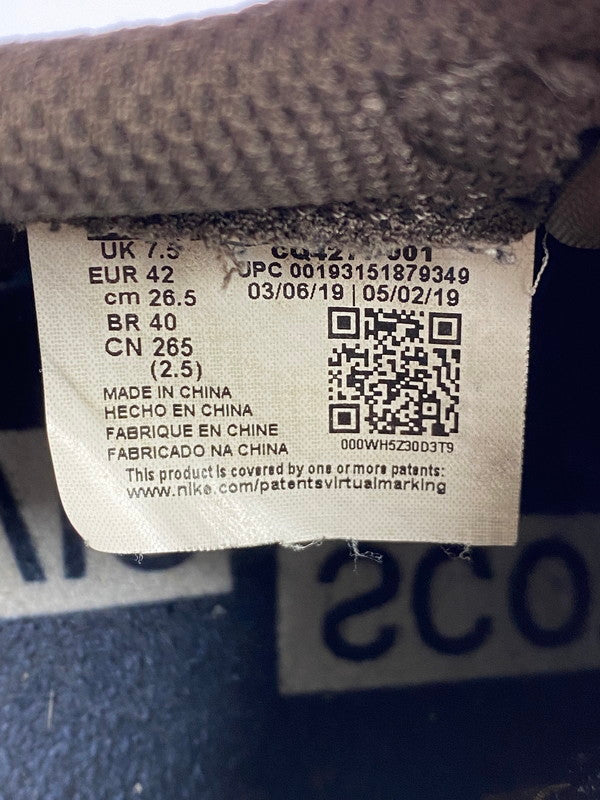 UK 7.5
EUR 42
cm 26.5
BR 40
CN 265
(2.5)
MADE IN CHINA
HECHO EN CHINA
FABRIQUE EN CHINE
FABRICADO NA CHINA
001
UPC 00193151879349
03/06/19 | 05/02/19
000WH5Z30D3T9
This product is covered by one or more patents:
www.nike.com/patentsvirtualmarking
SCO